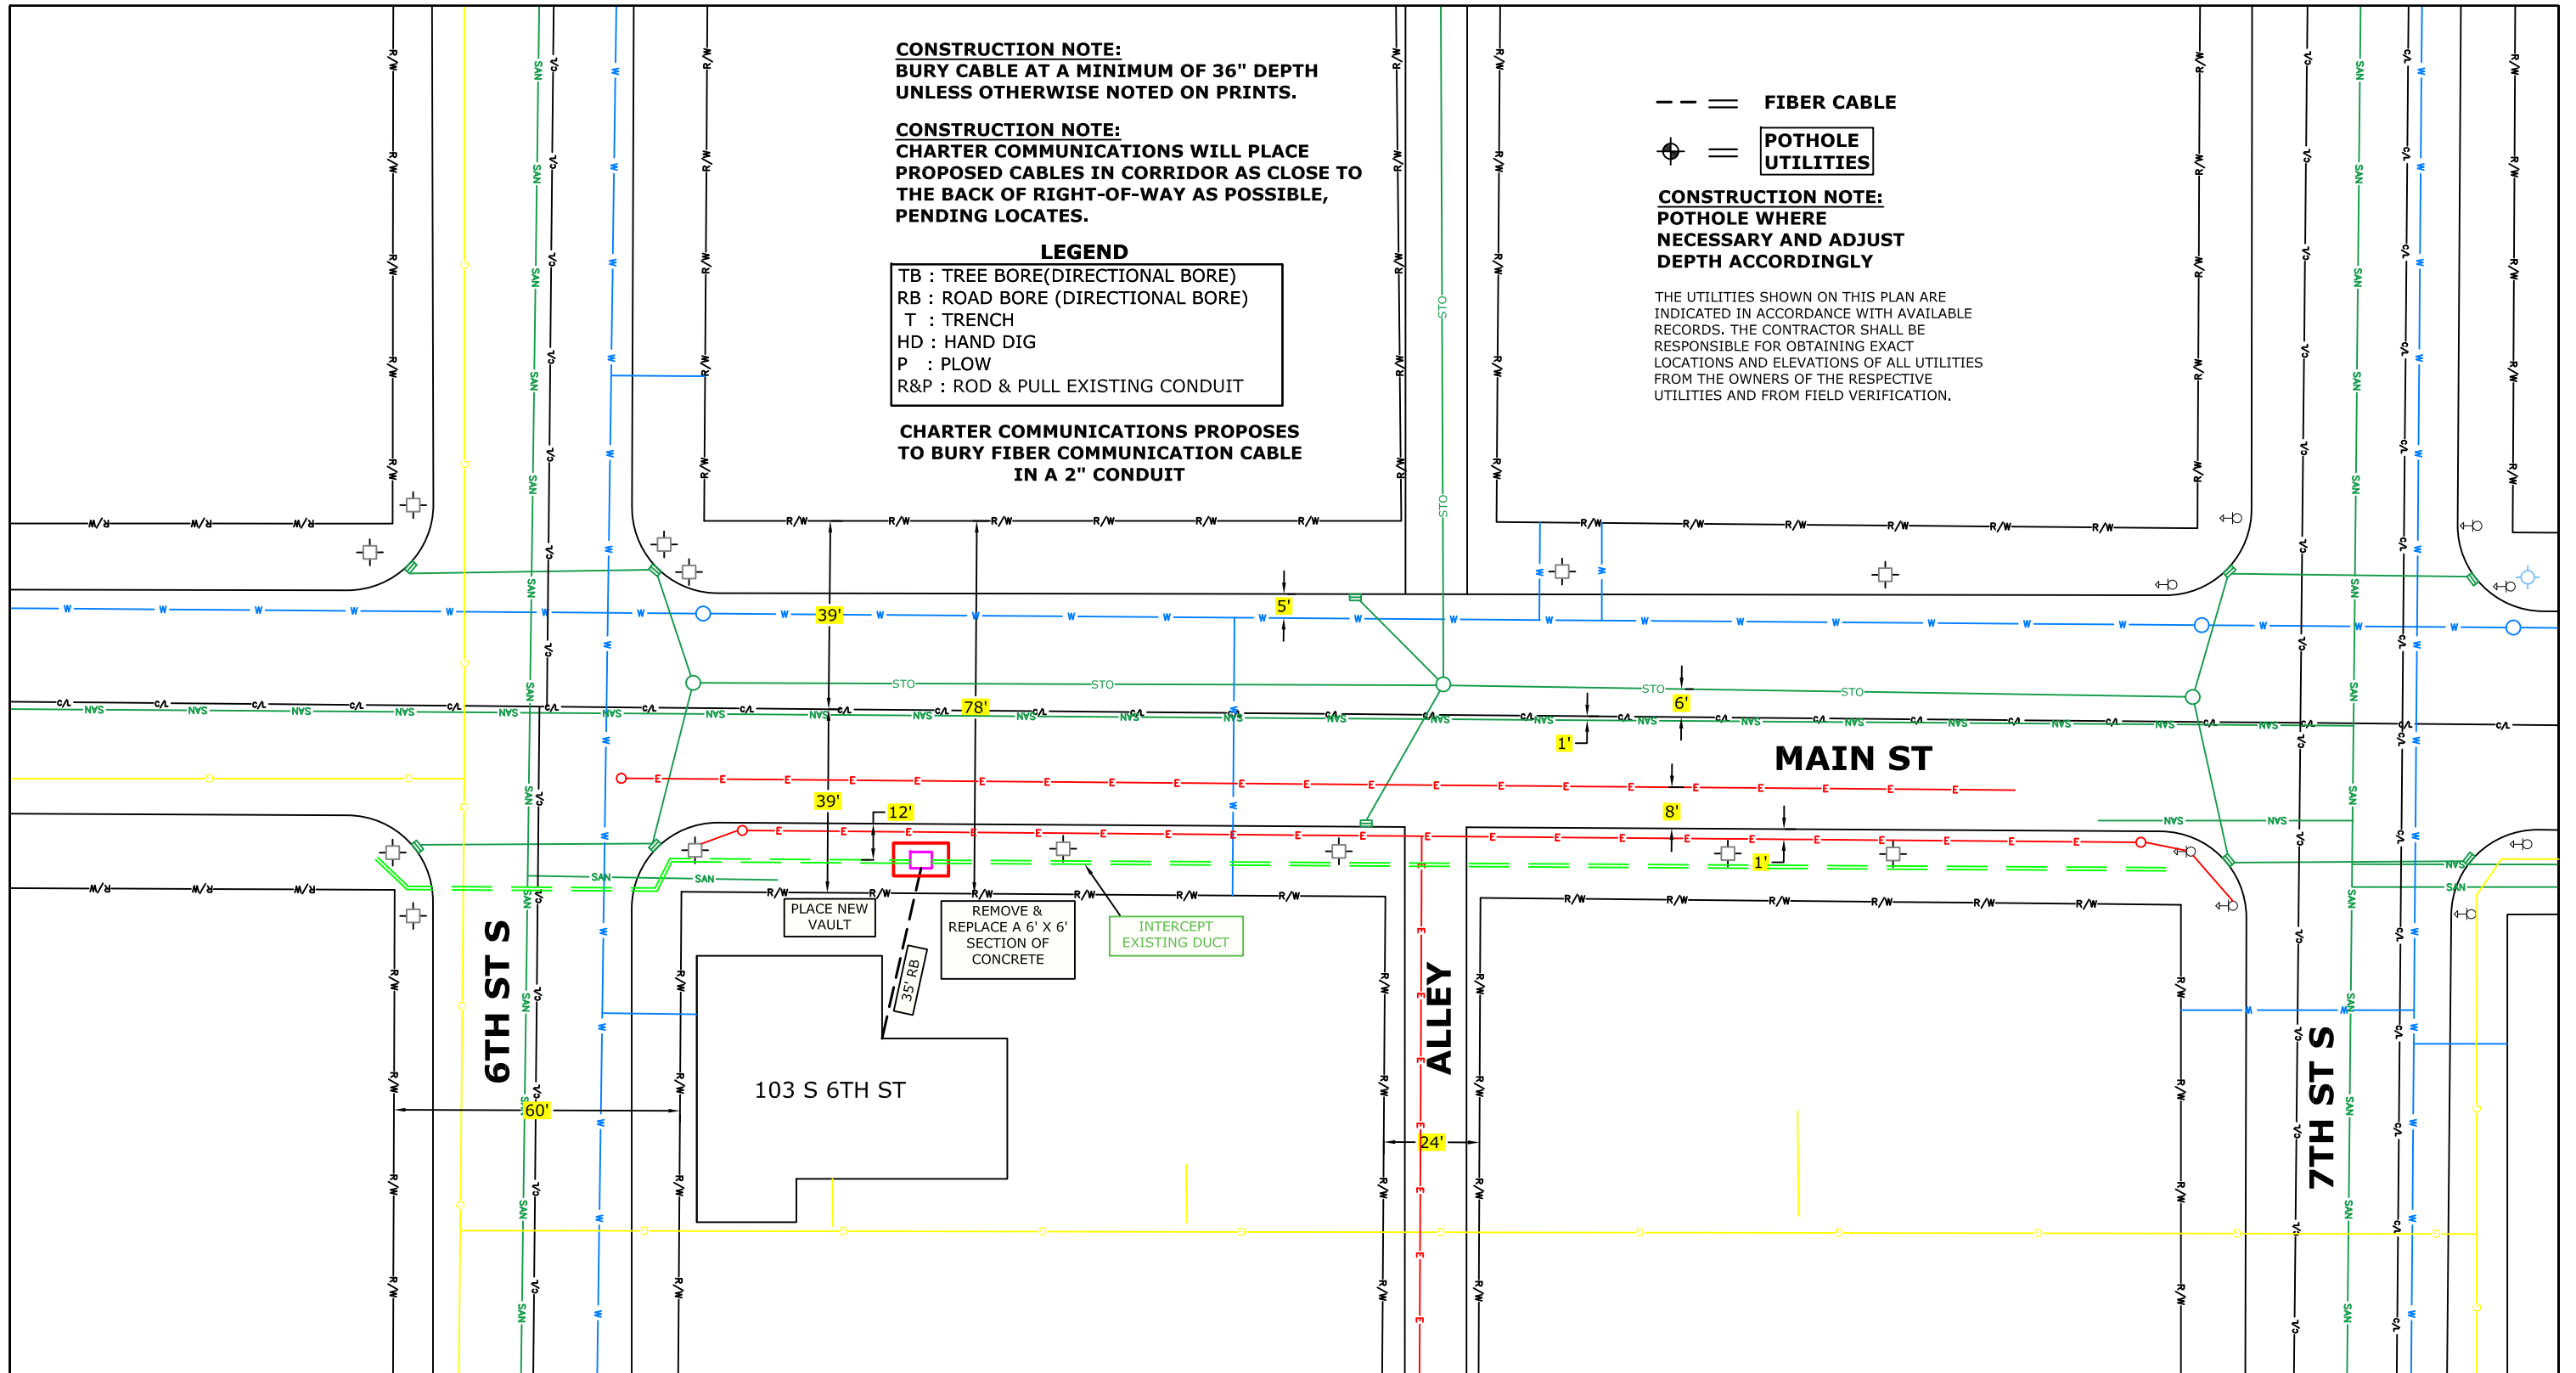 CONSTRUCTION NOTE:
BURY CABLE AT A MINIMUM OF 36" DEPTH
UNLESS OTHERWISE NOTED ON PRINTS.
CONSTRUCTION NOTE:
CHARTER COMMUNICATIONS WILL PLACE
PROPOSED CABLES IN CORRIDOR AS CLOSE TO
THE BACK OF RIGHT-OF-WAY AS POSSIBLE,
PENDING LOCATES.
LEGEND
TB : TREE BORE(DIRECTIONAL BORE)
RB : ROAD BORE (DIRECTIONAL BORE)
T : TRENCH
HD : HAND DIG
P : PLOW
R&P : ROD & PULL EXISTING CONDUIT
CHARTER COMMUNICATIONS PROPOSES
TO BURY FIBER COMMUNICATION CABLE
IN A 2" CONDUIT
FIBER CABLE
POTHOLE
UTILITIES
CONSTRUCTION NOTE:
POTHOLE WHERE
NECESSARY AND ADJUST
DEPTH ACCORDINGLY
THE UTILITIES SHOWN ON THIS PLAN ARE
INDICATED IN ACCORDANCE WITH AVAILABLE
RECORDS. THE CONTRACTOR SHALL BE
RESPONSIBLE FOR OBTAINING EXACT
LOCATIONS AND ELEVATIONS OF ALL UTILITIES
FROM THE OWNERS OF THE RESPECTIVE
UTILITIES AND FROM FIELD VERIFICATION.
39'
5'
78'
6'
1'
MAIN ST
39'
12'
8'
1'
PLACE NEW
VAULT
REMOVE &
REPLACE A 6' X 6'
SECTION OF
CONCRETE
INTERCEPT
EXISTING DUCT
35' RB
6TH ST S
ALLEY
7TH ST S
103 S 6TH ST
60'
24'
R/W
C/L
SAN
STO
W
E
G